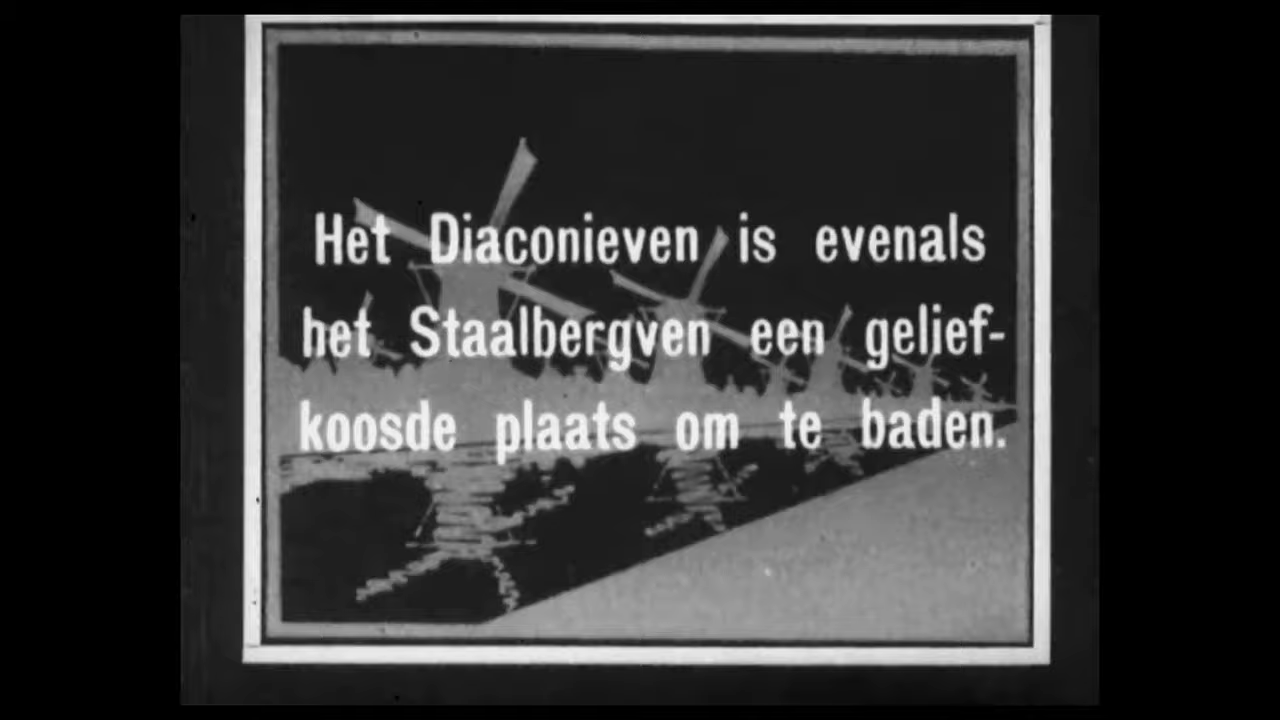 Het Diaconieven is evenals
het Staalbergven een gelief-
koosde plaats om te baden.